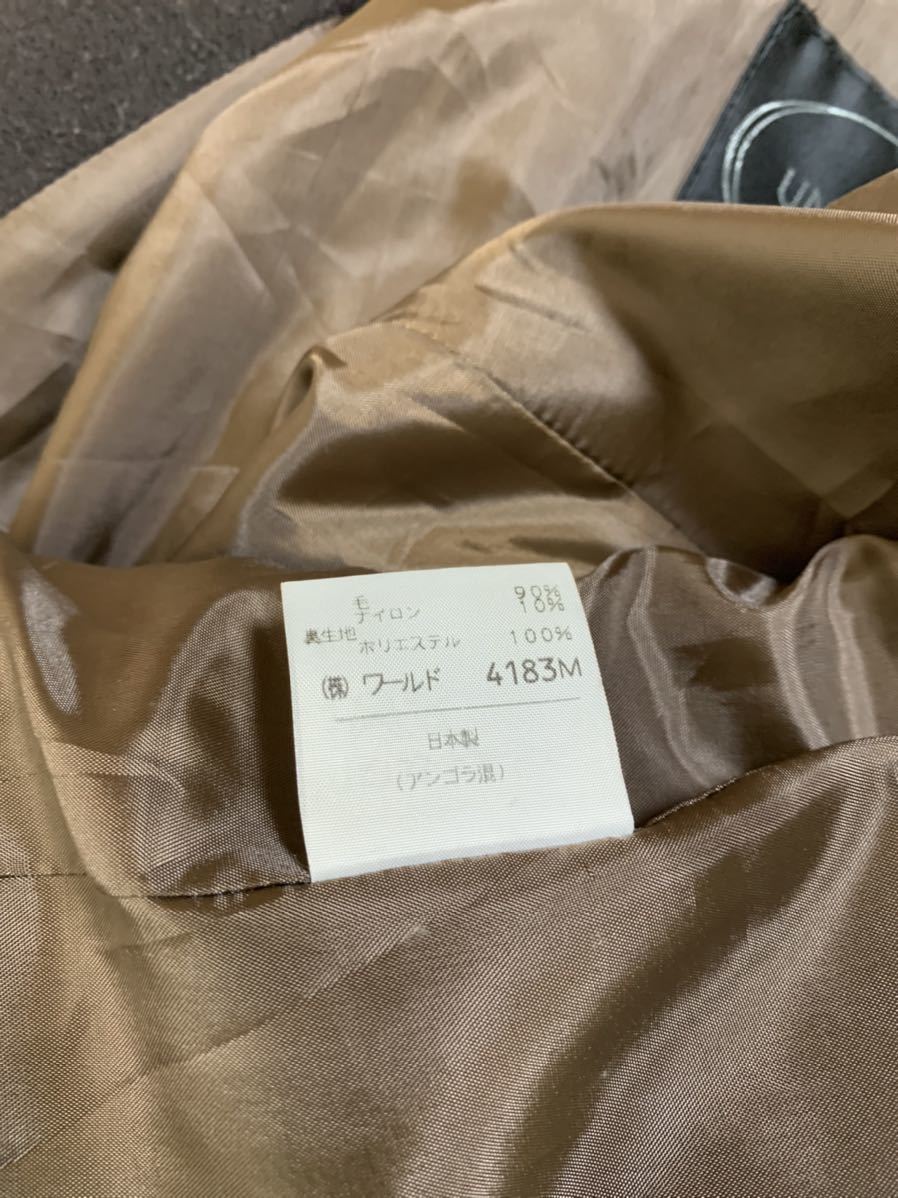 毛 90%
ナイロン 10%
裏生地 ポリエステル 100%
(株) ワールド 4183M
日本製
(アンゴラ混)